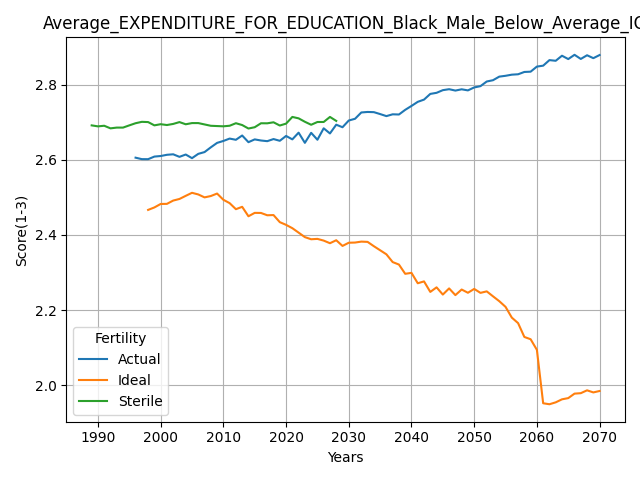 Average_EXPENDITURE_FOR_EDUCATION_Black_Male_Below_Average_IQ
Score(1-3)
2.8
2.6
2.4
2.2
2.0
Fertility
Actual
Ideal
Sterile
1990 2000 2010 2020 2030 2040 2050 2060 2070
Years